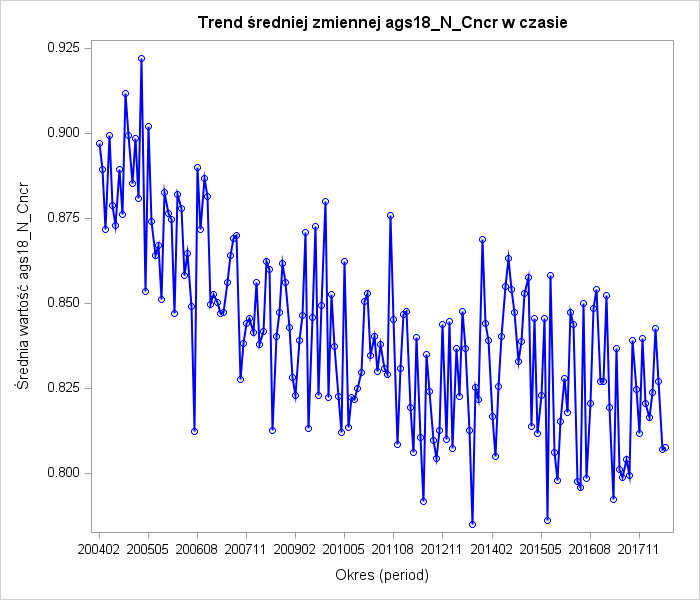 Trend średniej zmiennej ags18_N_Cncr w czasie
Średnia wartość ags18_N_Cncr
0.925
0.900
0.875
0.850
0.825
0.800
200402 200505 200608 200711 200902 201005 201108 201211 201402 201505 201608 201711
Okres (period)